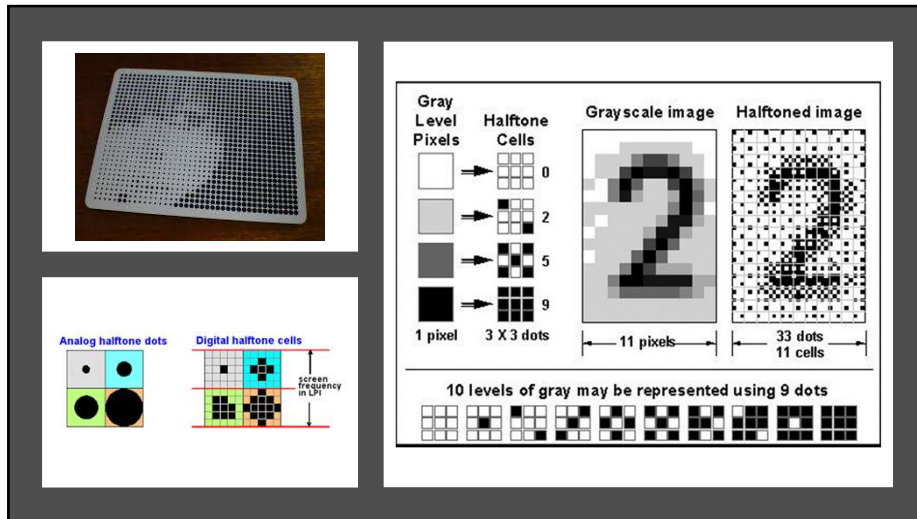 Analog halftone dots
Digital halftone cells
screen
frequency
in LPI
Gray
Level
Pixels
Halftone
Cells
0
2
5
9
1 pixel
3 X 3 dots
Grayscale image
11 pixels
Halftoned image
33 dots
11 cells
10 levels of gray may be represented using 9 dots